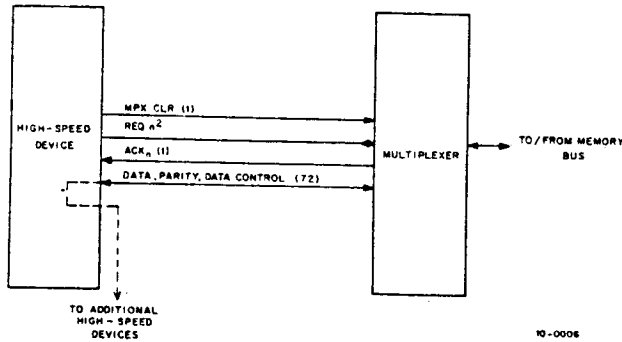 MPX CLR (1)
REQ n²
ACKₙ (1)
DATA, PARITY, DATA CONTROL (72)
HIGH-SPEED
DEVICE
MULTIPLEXER
TO/FROM MEMORY
BUS
TO ADDITIONAL
HIGH-SPEED
DEVICES
10-0006